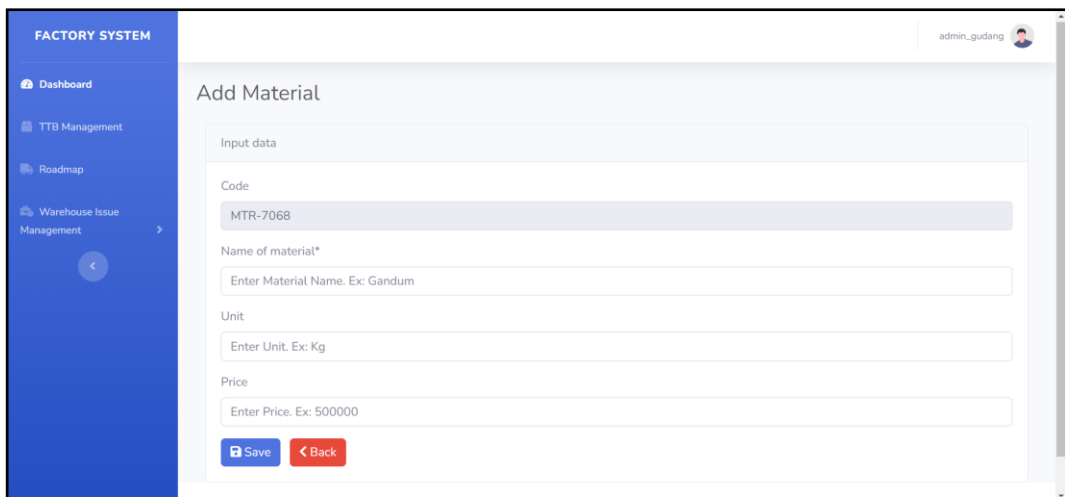 FACTORY SYSTEM
admin_gudang
Dashboard
TTB Management
Roadmap
Warehouse Issue
Management
Add Material
Input data
Code
MTR-7068
Name of material*
Enter Material Name. Ex: Gandum
Unit
Enter Unit. Ex: Kg
Price
Enter Price. Ex: 500000
Save
Back